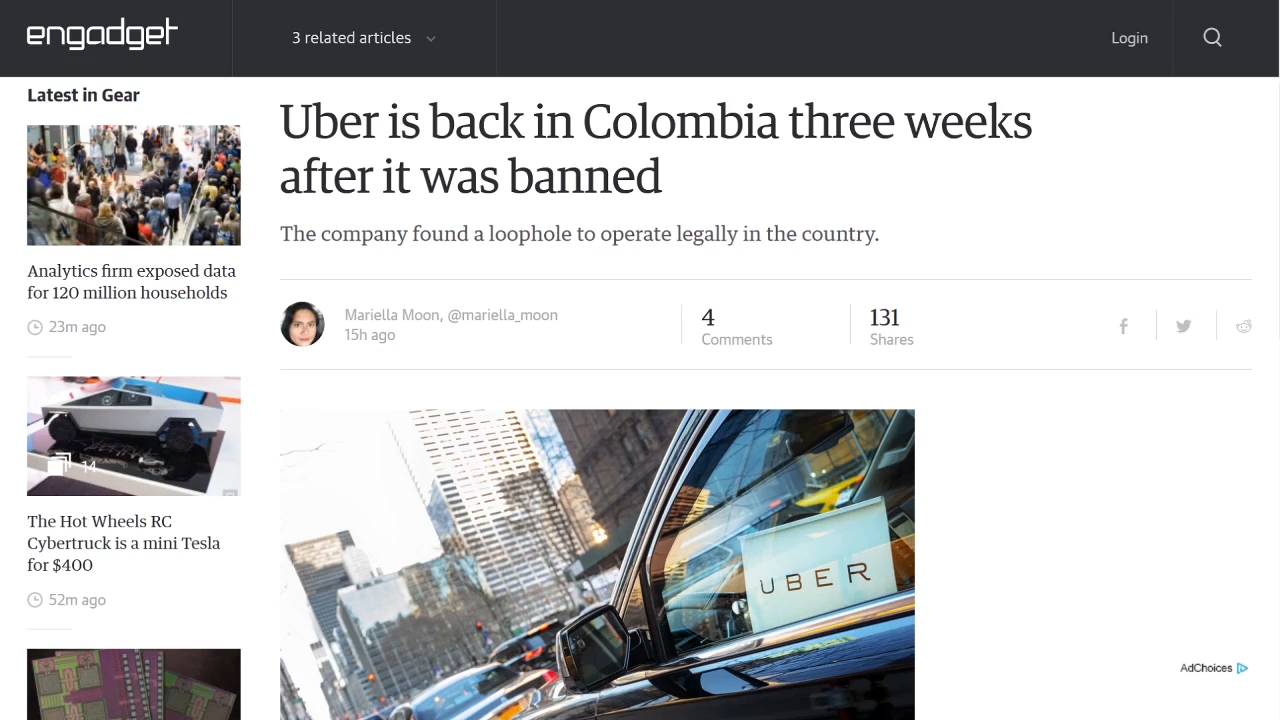 engadget
3 related articles
Login
Latest in Gear
Analytics firm exposed data
for 120 million households
23m ago
14
The Hot Wheels RC
Cybertruck is a mini Tesla
for $400
52m ago
Uber is back in Colombia three weeks
after it was banned
The company found a loophole to operate legally in the country.
Mariella Moon, @mariella_moon
15h ago
4
Comments
131
Shares
UBER
AdChoices